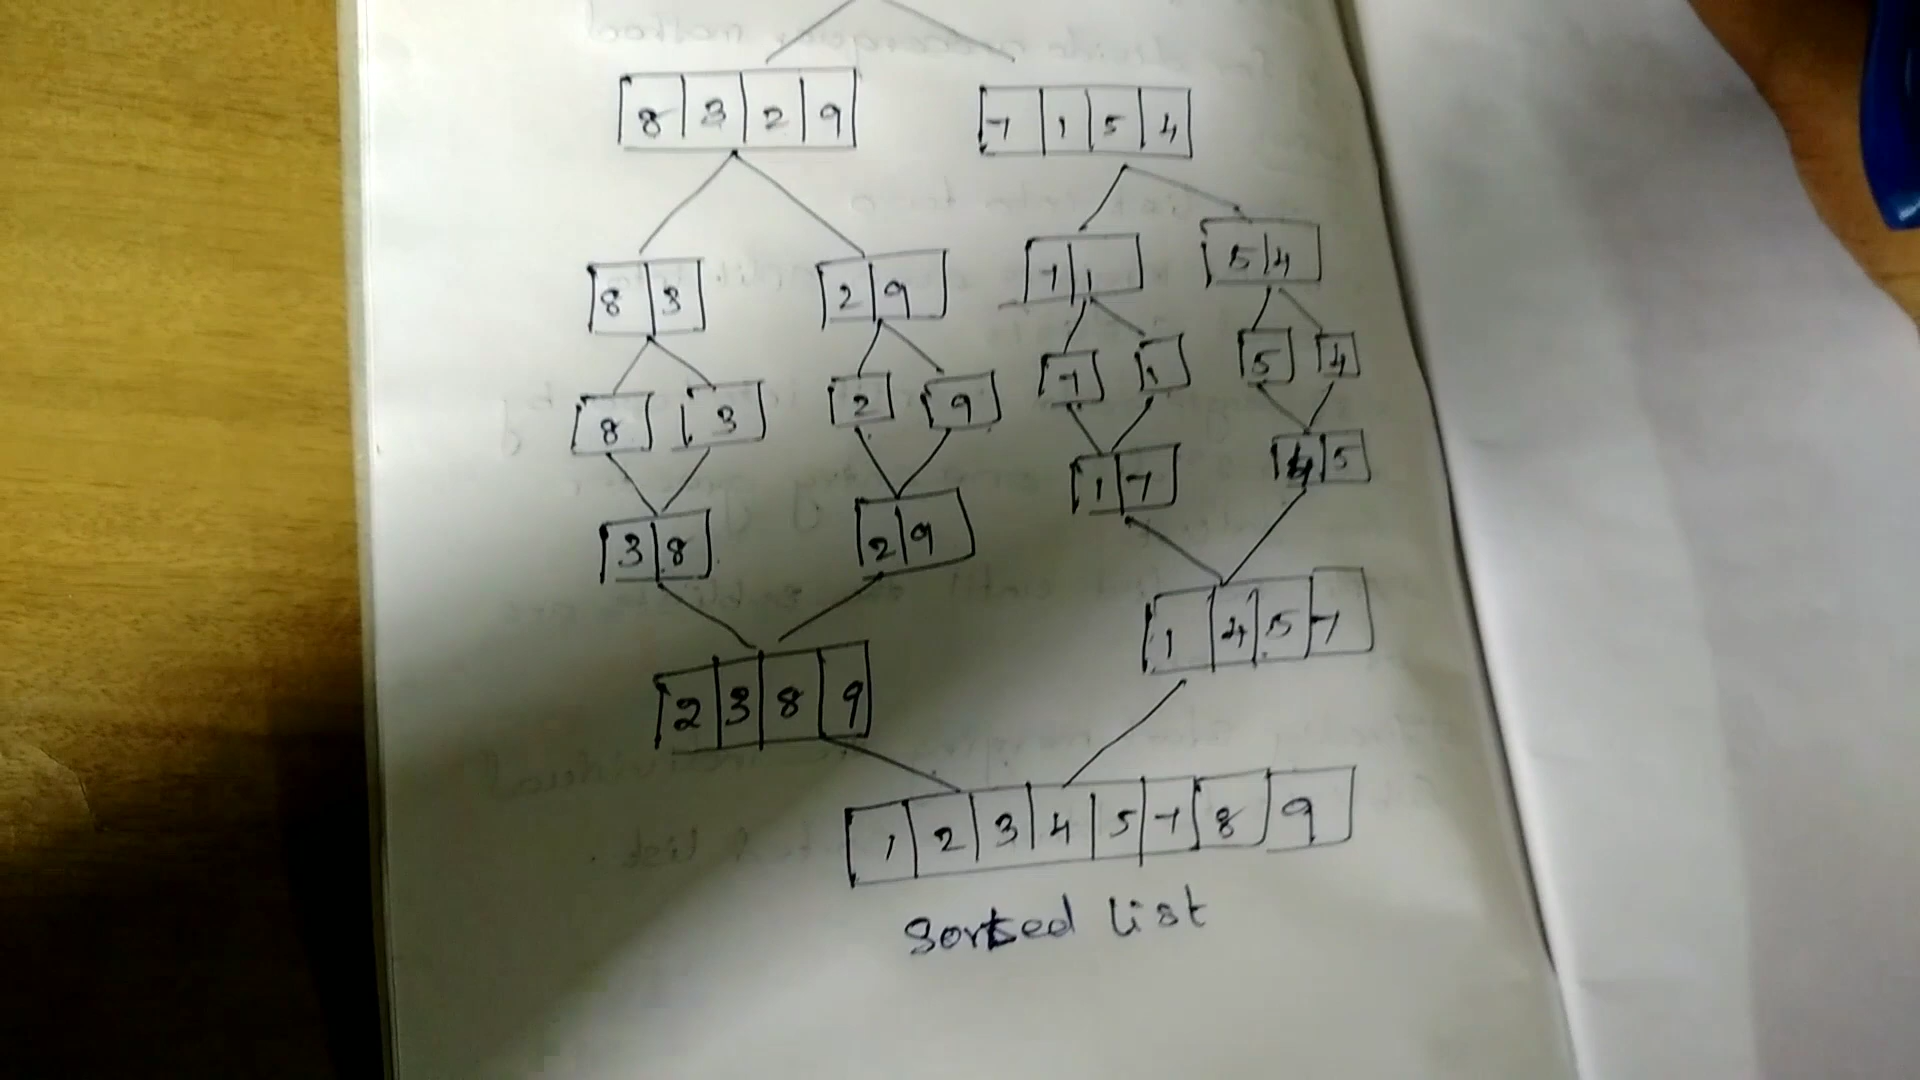 8 3 2 9 7 1 5 4
8 3 2 9 7 1 5 4
8 3 2 9 7 1 5 4
3 8 2 9 1 7 4 5
2 3 8 9 1 4 5 7
1 2 3 4 5 7 8 9
Sorted list